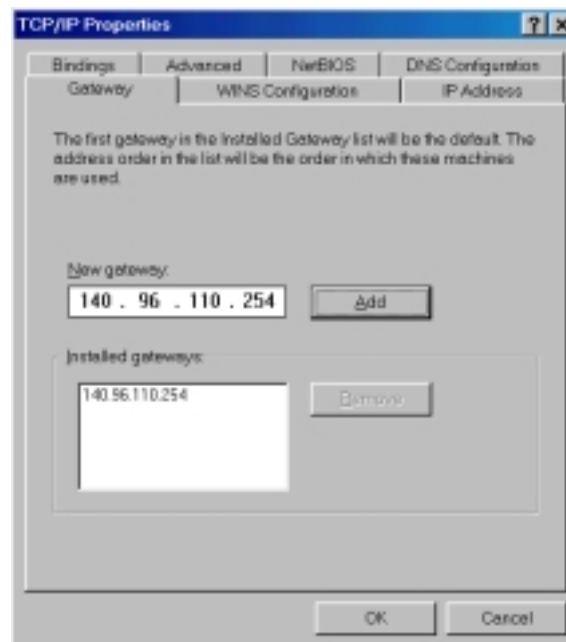 TCP/IP Properties
Bindings Advanced NetBIOS DNS Configuration
Gateway WINS Configuration IP Address
The first gateway in the Installed Gateway list will be the default. The
address order in the list will be the order in which these machines
are used.
New gateway:
140 . 96 . 110 . 254 Add
Installed gateways:
140.96.110.254 Remove
OK Cancel